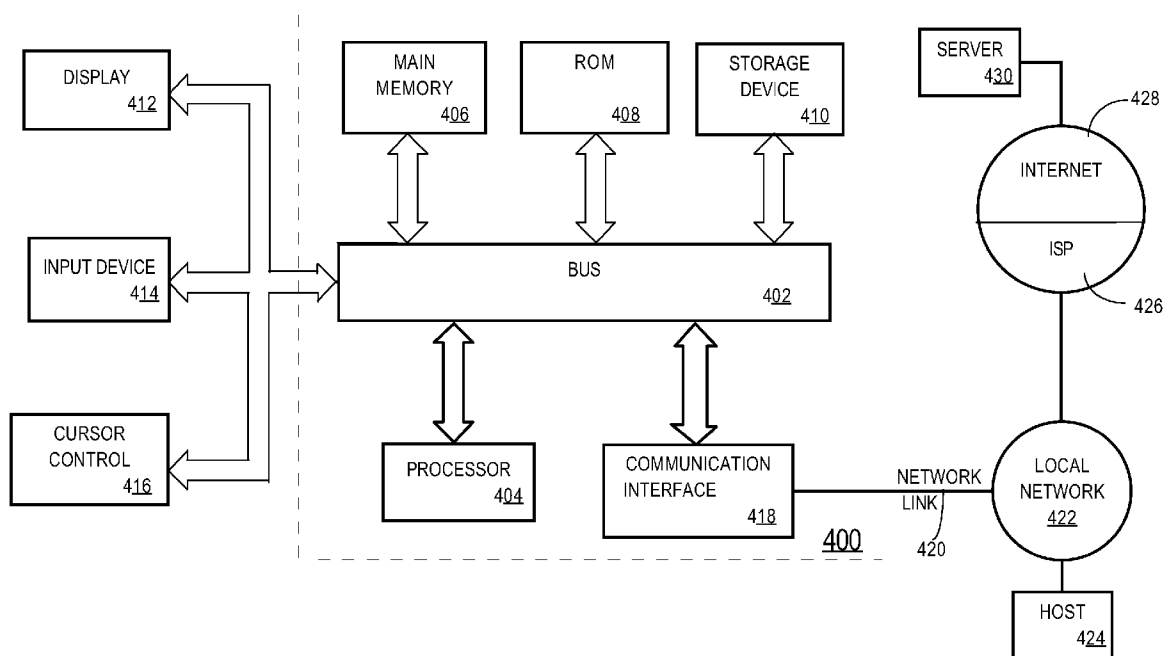 DISPLAY
412
INPUT DEVICE
414
CURSOR
CONTROL
416
MAIN
MEMORY
406
ROM
408
STORAGE
DEVICE
410
BUS
402
PROCESSOR
404
COMMUNICATION
INTERFACE
418
400
NETWORK
LINK
420
SERVER
430
428
INTERNET
ISP
426
LOCAL
NETWORK
422
HOST
424